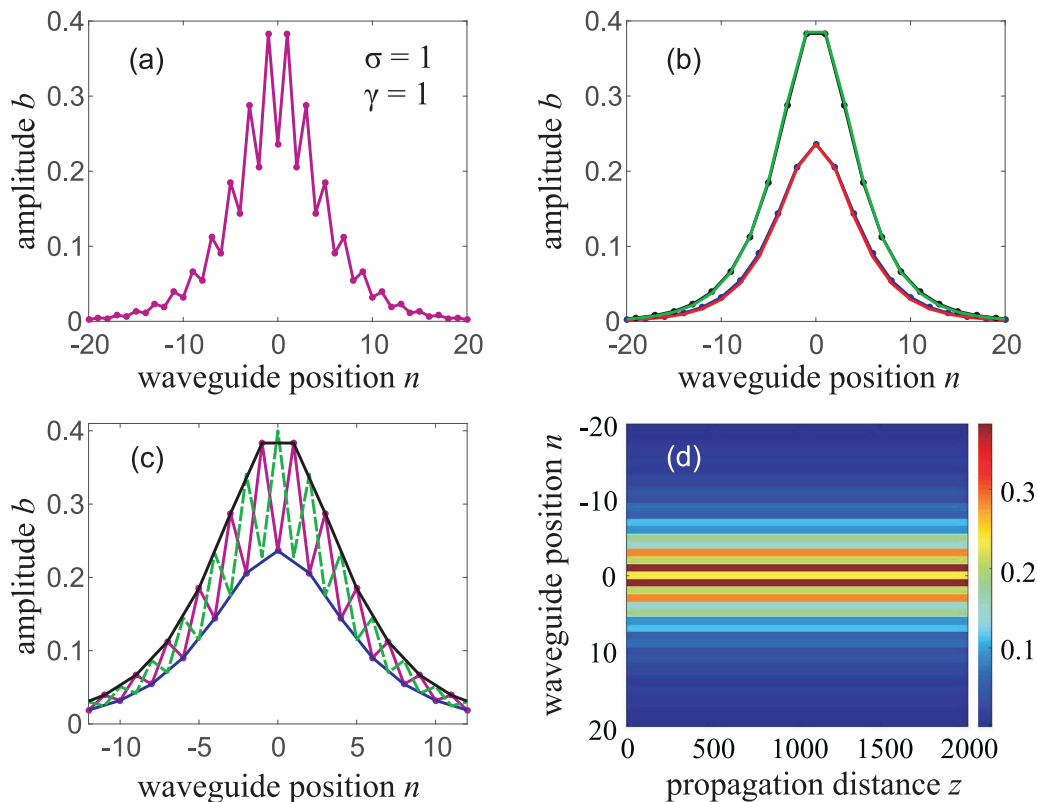 (a)
σ = 1
γ = 1
amplitude b
0.4
0.3
0.2
0.1
0
-20 -10 0 10 20
waveguide position n
(b)
amplitude b
0.4
0.3
0.2
0.1
0
-20 -10 0 10 20
waveguide position n
(c)
amplitude b
0.4
0.3
0.2
0.1
0
-10 -5 0 5 10
waveguide position n
(d)
waveguide position n
-20
-10
0
10
20
0 500 1000 1500 2000
propagation distance z
0.3
0.2
0.1